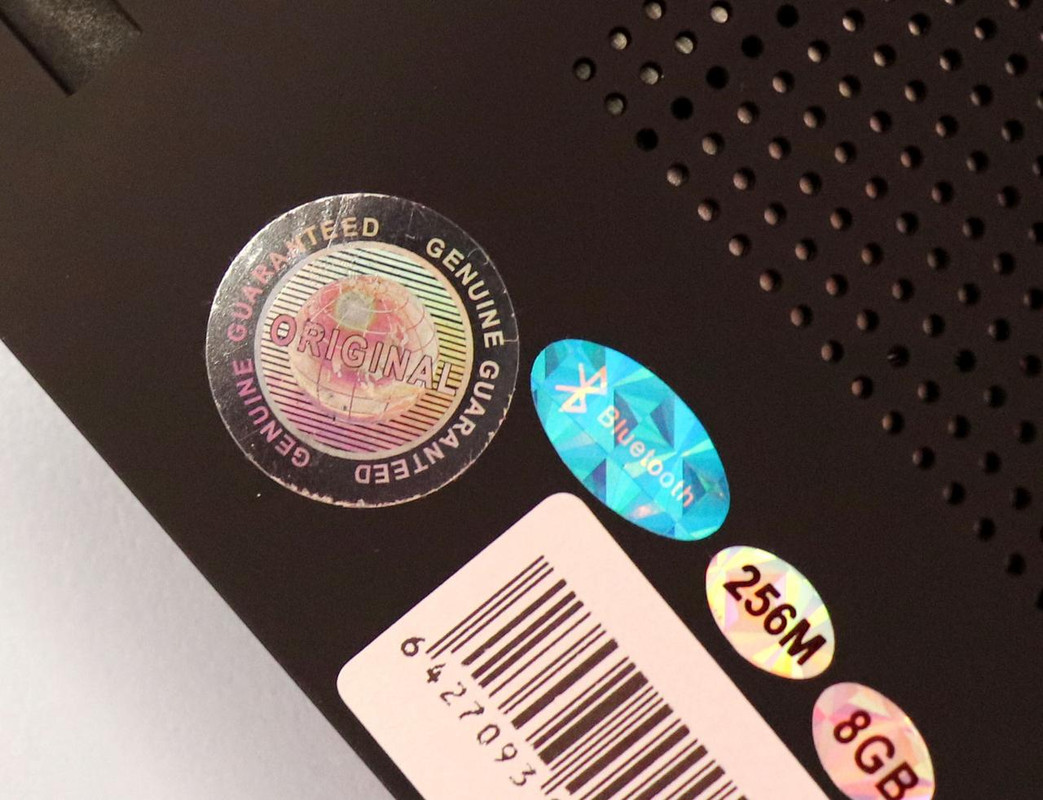 GENUINE GUARANTEED
GENUINE GUARANTEED
ORIGINAL
Bluetooth
256M
8GB
6427093